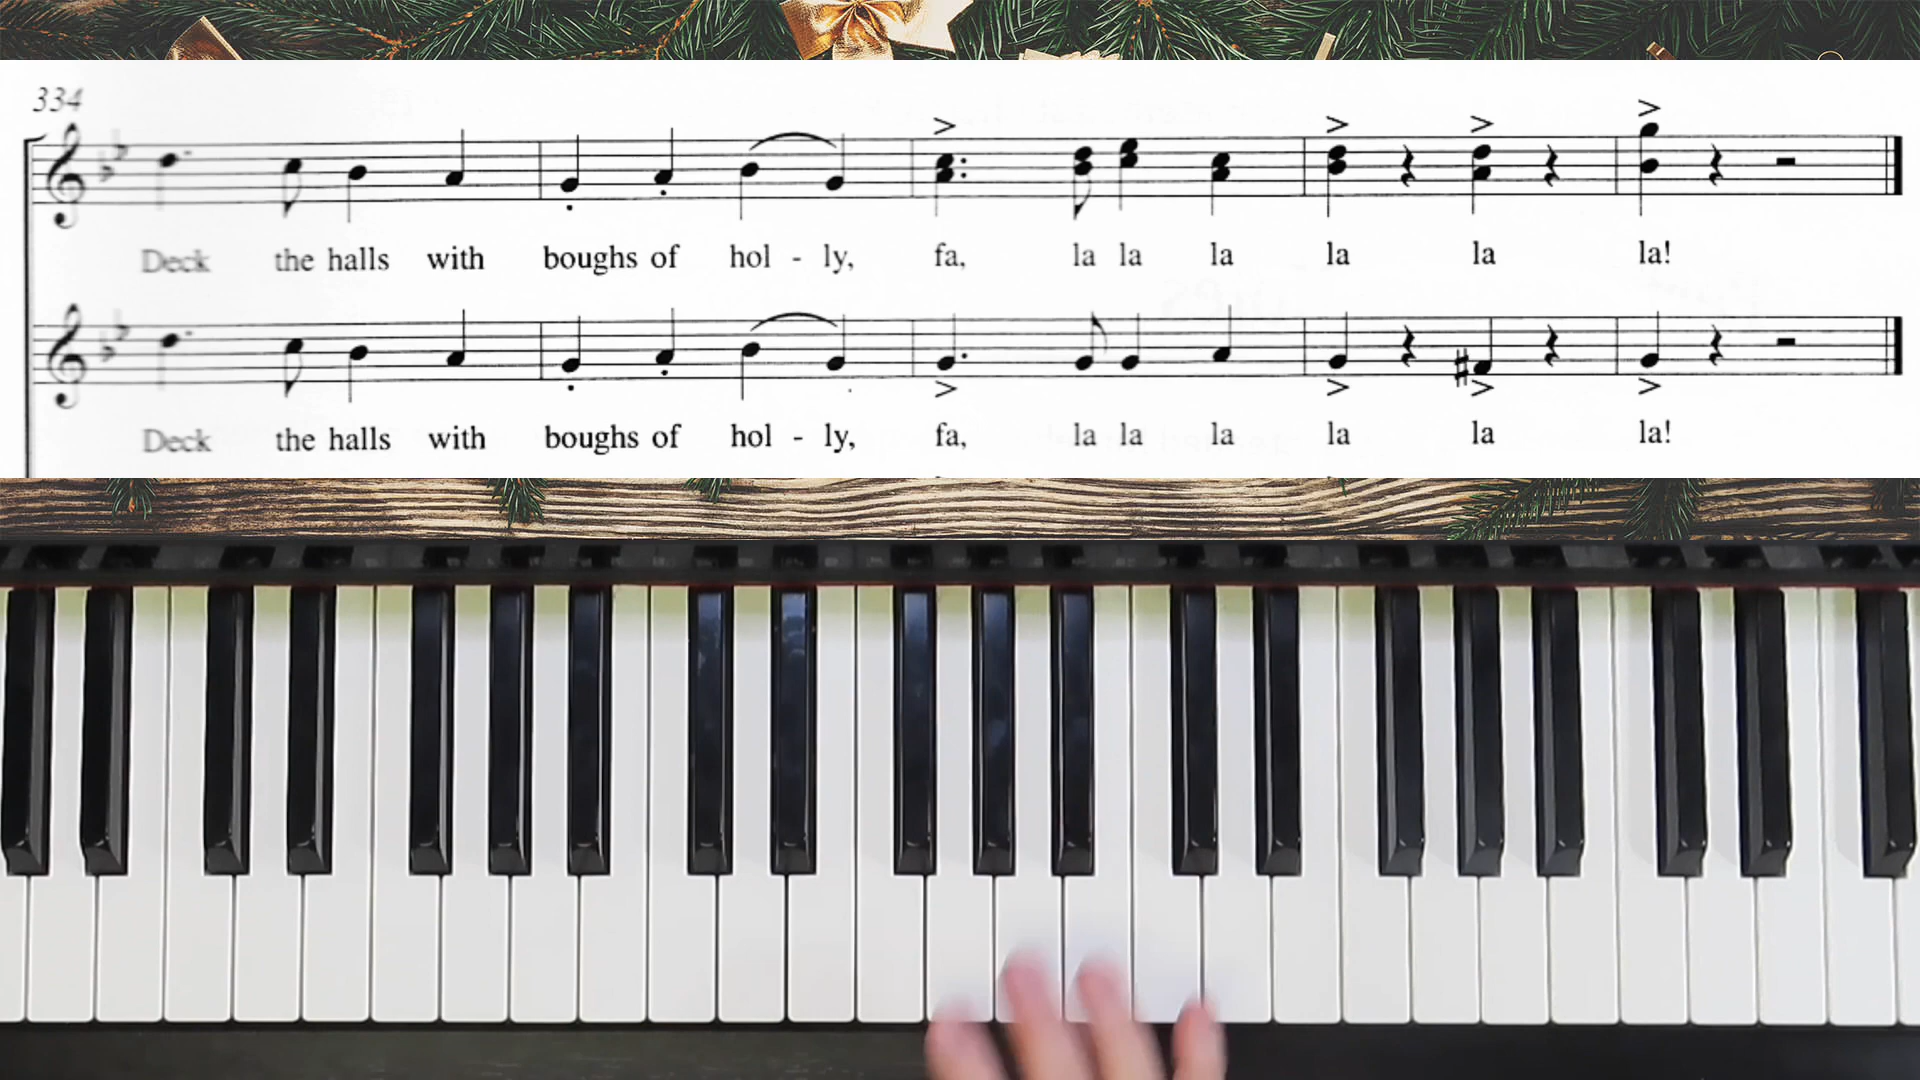 334
Deck the halls with boughs of hol - ly, fa, la la la la la la!
Deck the halls with boughs of hol - ly, fa, la la la la la la!